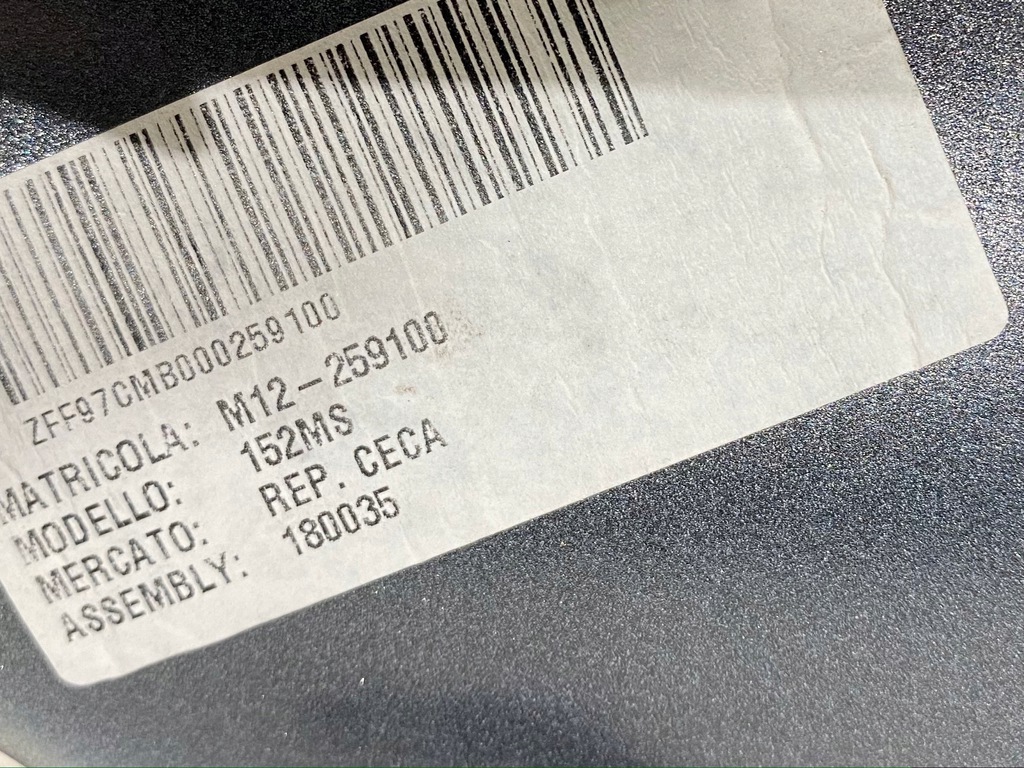 ZFF97CMB000259100
MATRICOLA: M12-259100
MODELLO: 152MS
MERCATO: REP. CECA
ASSEMBLY: 180035